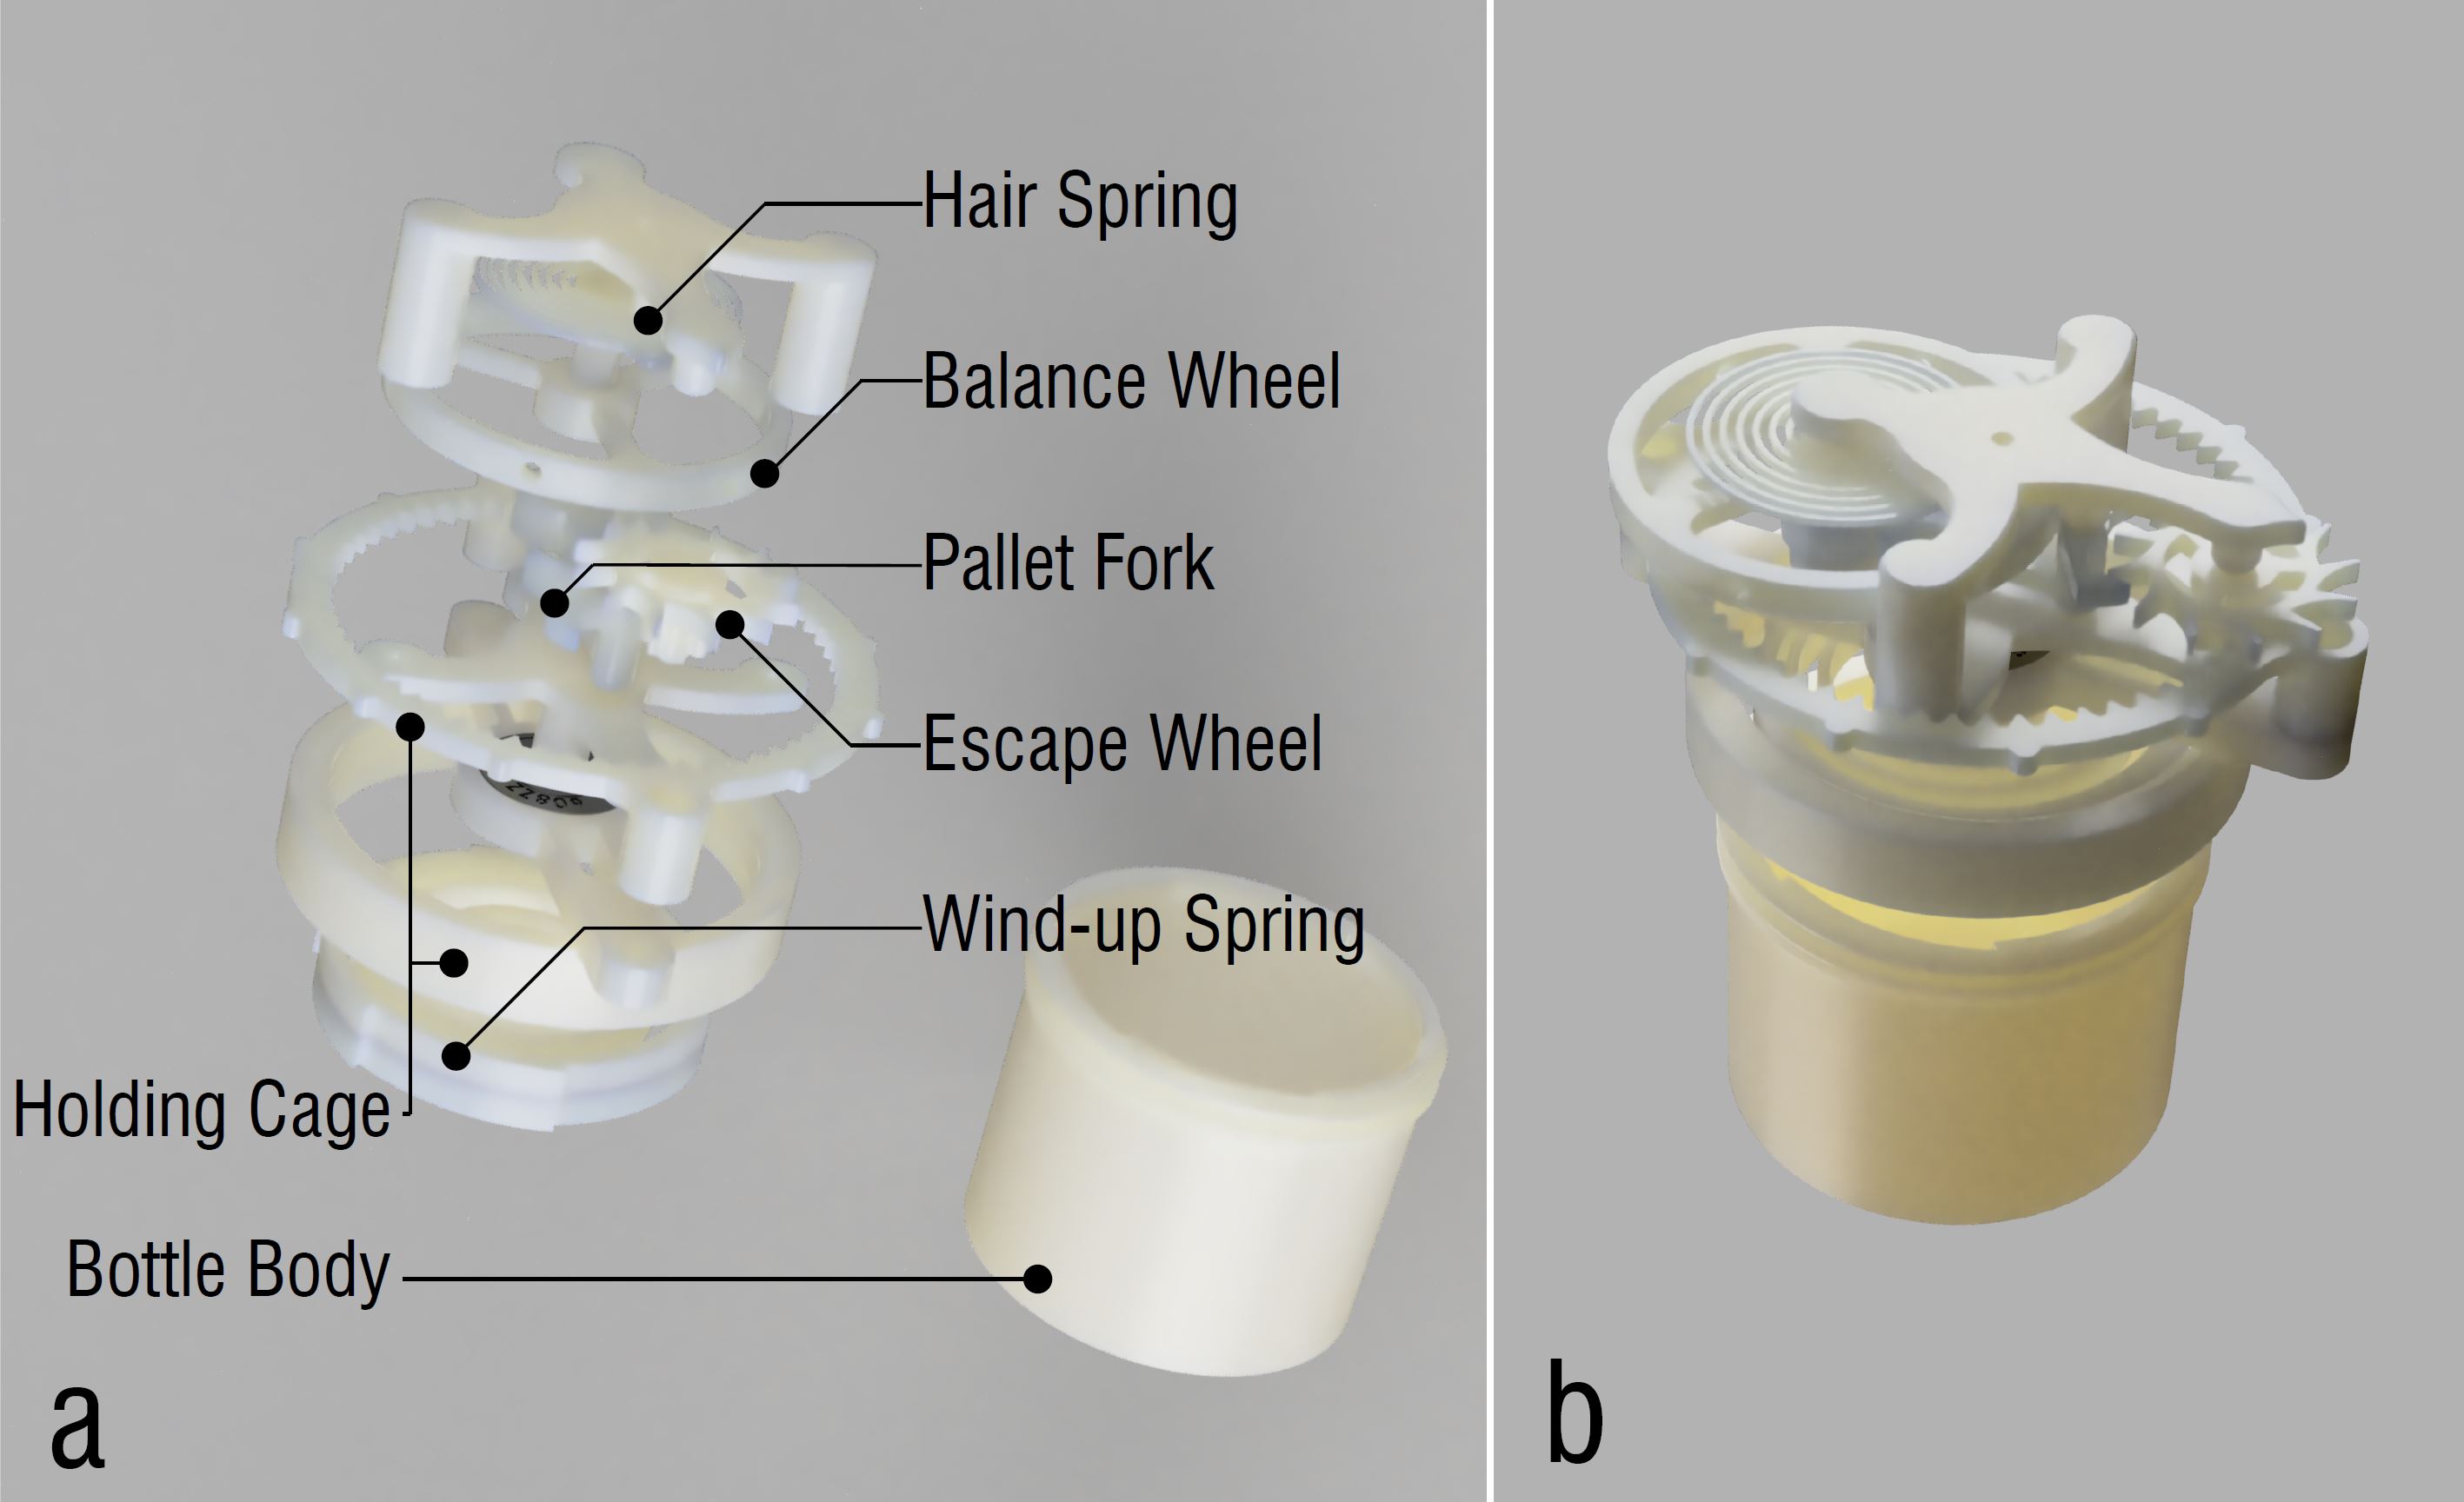 Hair Spring
Balance Wheel
Pallet Fork
Escape Wheel
Wind-up Spring
Holding Cage
Bottle Body
a
b